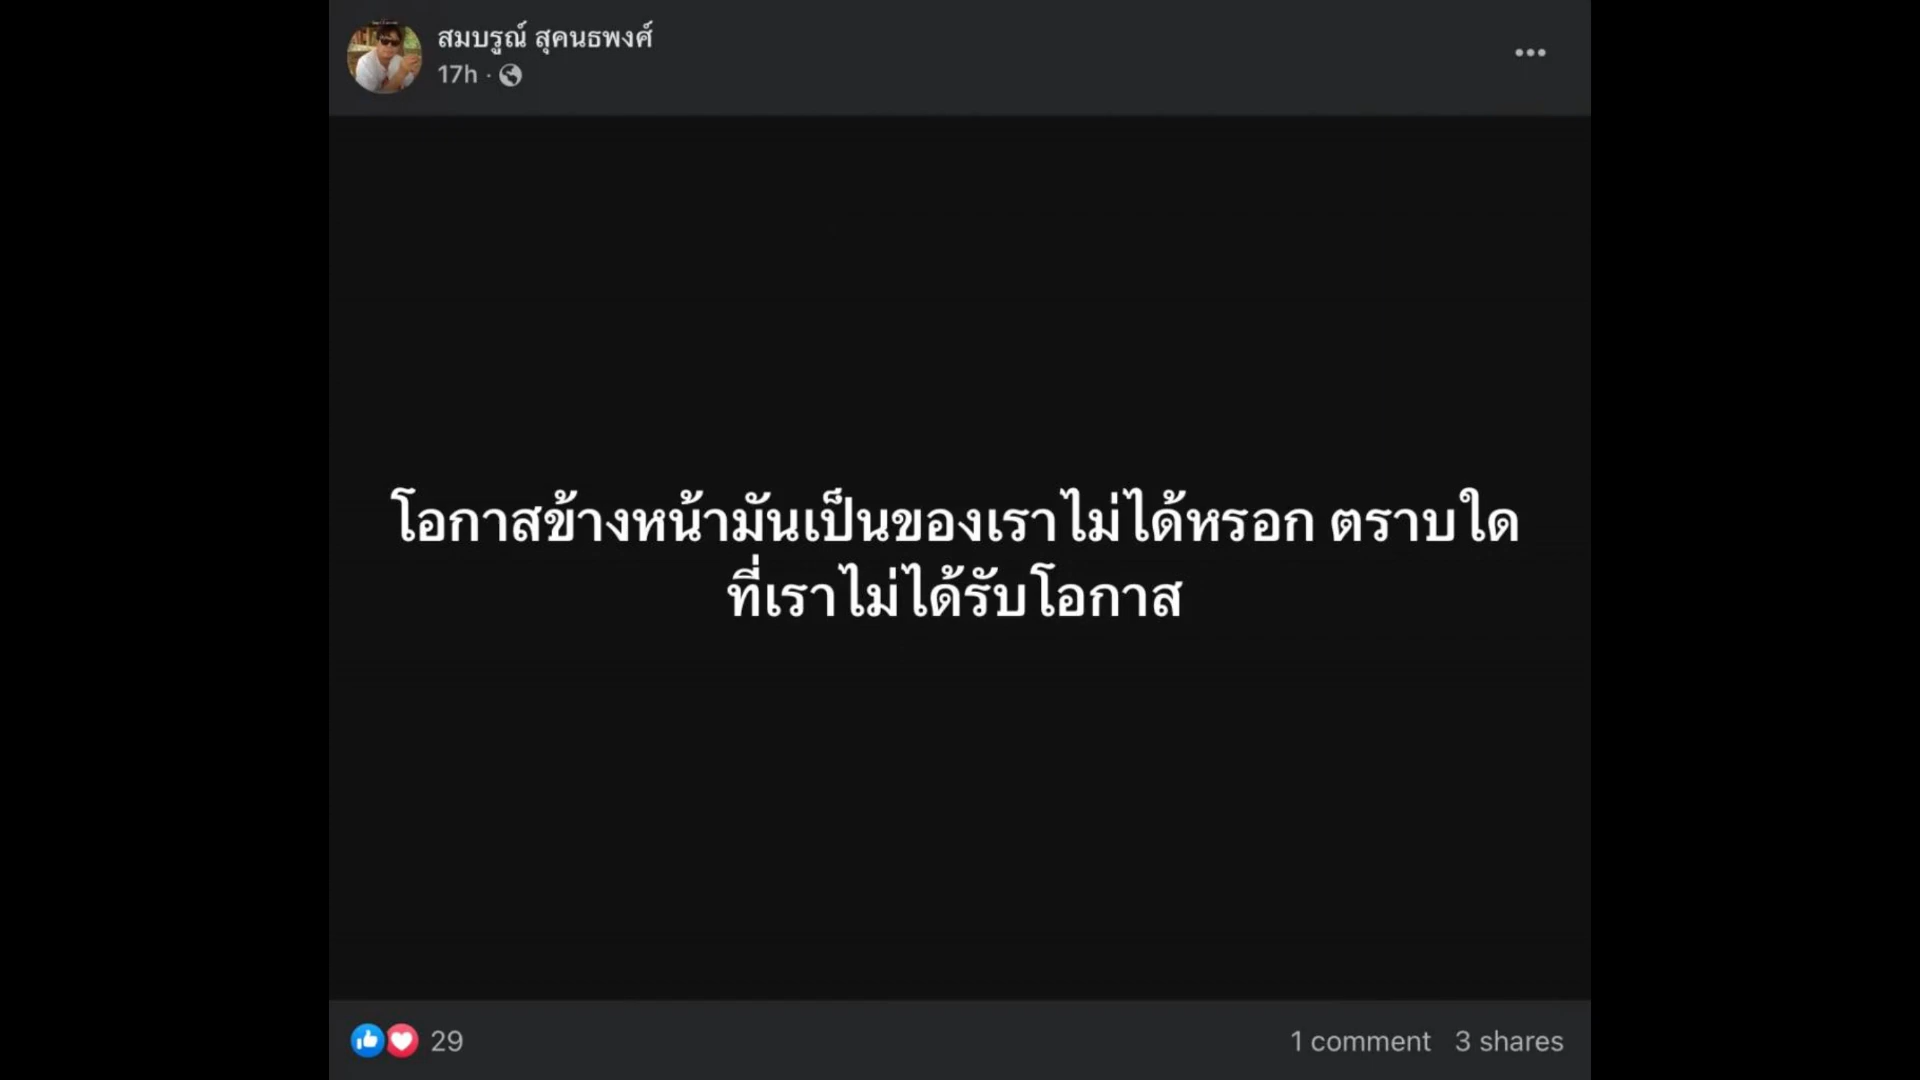 สมบรูณ์ สุคนธพงศ์
17h ·
โอกาสข้างหน้ามันเป็นของเราไม่ได้หรอก ตราบใด
ที่เราไม่ได้รับโอกาส
29
1 comment 3 shares